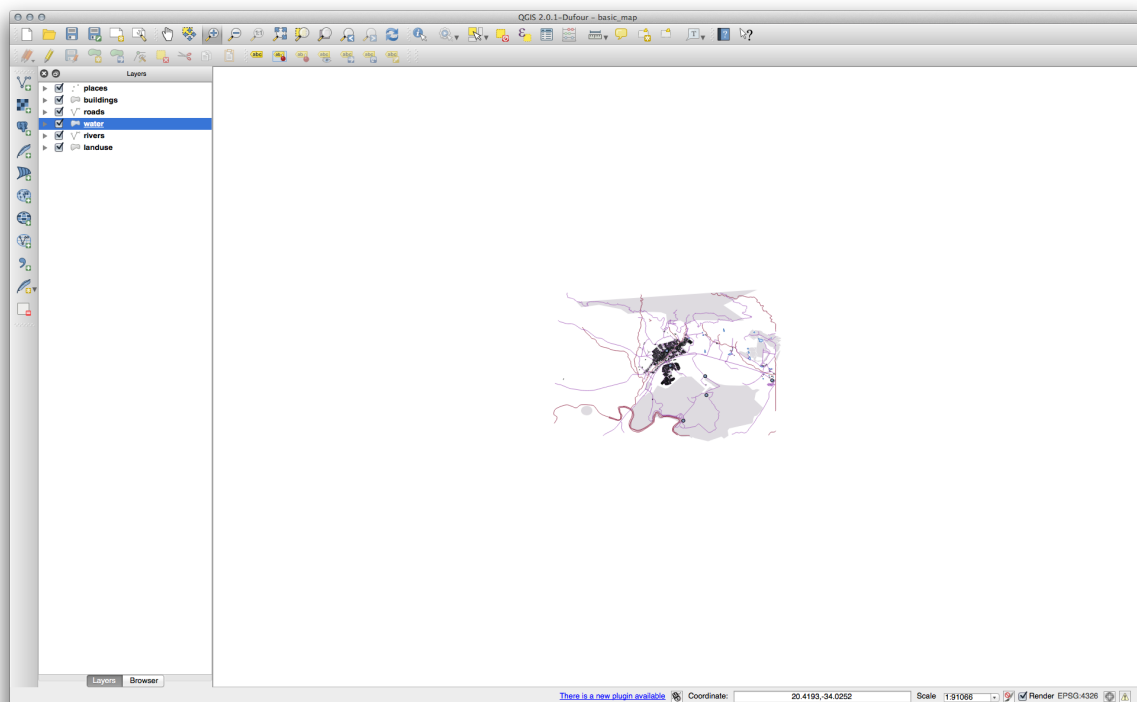 QGIS 2.0.1-Dufour - basic_map
Layers
places
buildings
roads
water
rivers
landuse
Layers Browser
There is a new plugin available Coordinate: 20.4193,-34.0252 Scale 1:91066 Render EPSG:4326